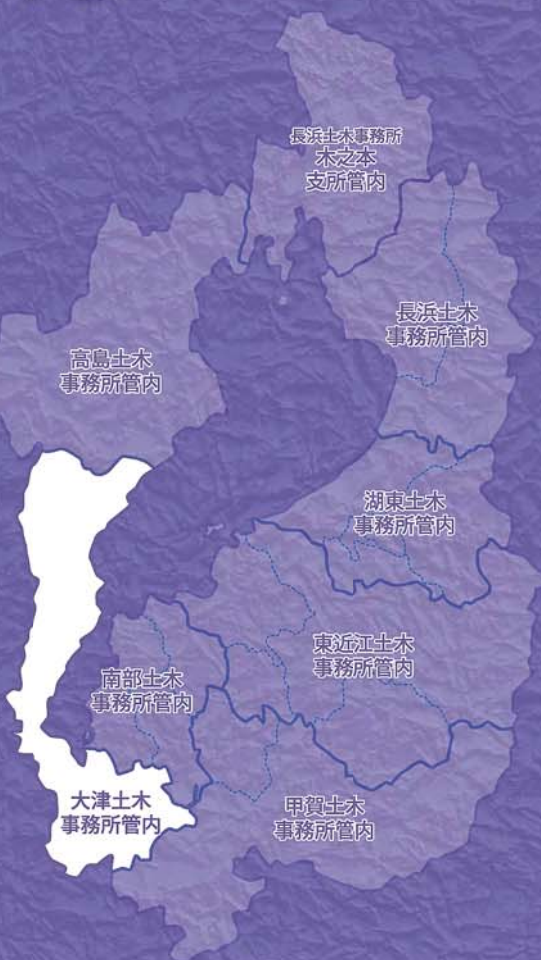 長浜土木事務所
木之本
支所管内
長浜土木
事務所管内
高島土木
事務所管内
湖東土木
事務所管内
東近江土木
事務所管内
南部土木
事務所管内
大津土木
事務所管内
甲賀土木
事務所管内